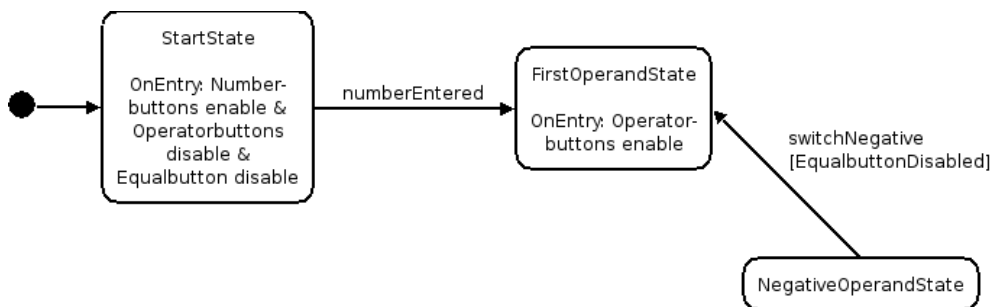 StartState
OnEntry: Number-
buttons enable &
Operatorbuttons
disable &
Equalbutton disable
numberEntered
FirstOperandState
OnEntry: Operator-
buttons enable
switchNegative
[EqualbuttonDisabled]
NegativeOperandState